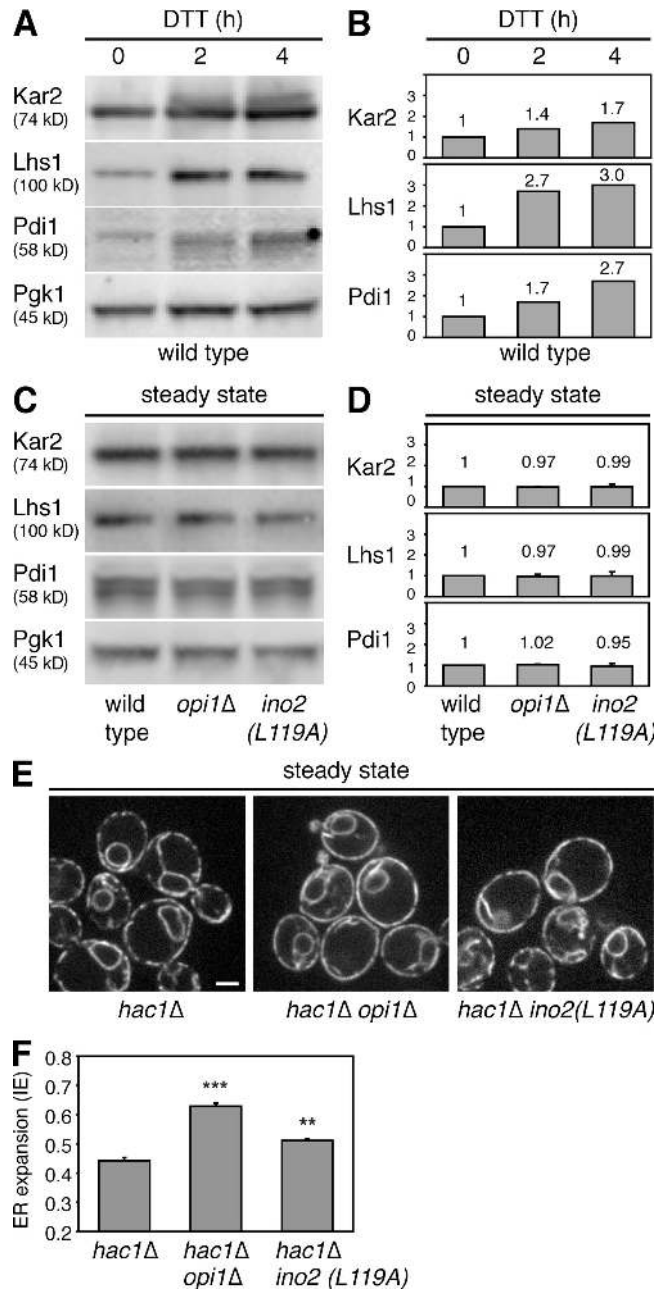 A
DTT (h)
0 2 4
Kar2
(74 kD)
Lhs1
(100 kD)
Pdi1
(58 kD)
Pgk1
(45 kD)
wild type
B
DTT (h)
0 2 4
Kar2
3
2
1
0
1 1.4 1.7
Lhs1
3
2
1
0
1 2.7 3.0
Pdi1
3
2
1
0
1 1.7 2.7
wild type
C
steady state
Kar2
(74 kD)
Lhs1
(100 kD)
Pdi1
(58 kD)
Pgk1
(45 kD)
wild type
opi1Δ
ino2 (L119A)
D
steady state
Kar2
3
2
1
0
1 0.97 0.99
Lhs1
3
2
1
0
1 0.97 0.99
Pdi1
3
2
1
0
1 1.02 0.95
wild type
opi1Δ
ino2 (L119A)
E
steady state
hac1Δ
hac1Δ opi1Δ
hac1Δ ino2(L119A)
F
ER expansion (IE)
0.8
0.7
0.6
0.5
0.4
0.3
0.2
***
**
hac1Δ
hac1Δ opi1Δ
hac1Δ ino2 (L119A)